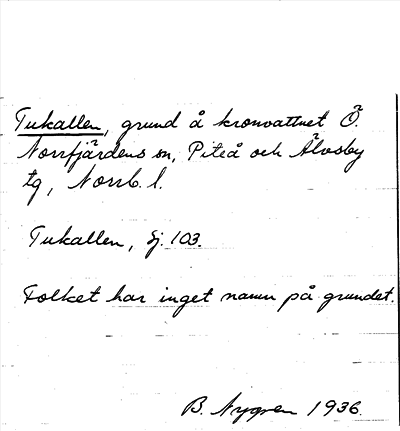 Tukallen, grund å kronvattnet Ö.
Norrfjärdens sn, Piteå och Älvsby
tg, Norrb. l.
Tukallen, Sj. 103.
Folket har inget namn på grundet.
B. Nygren 1936.